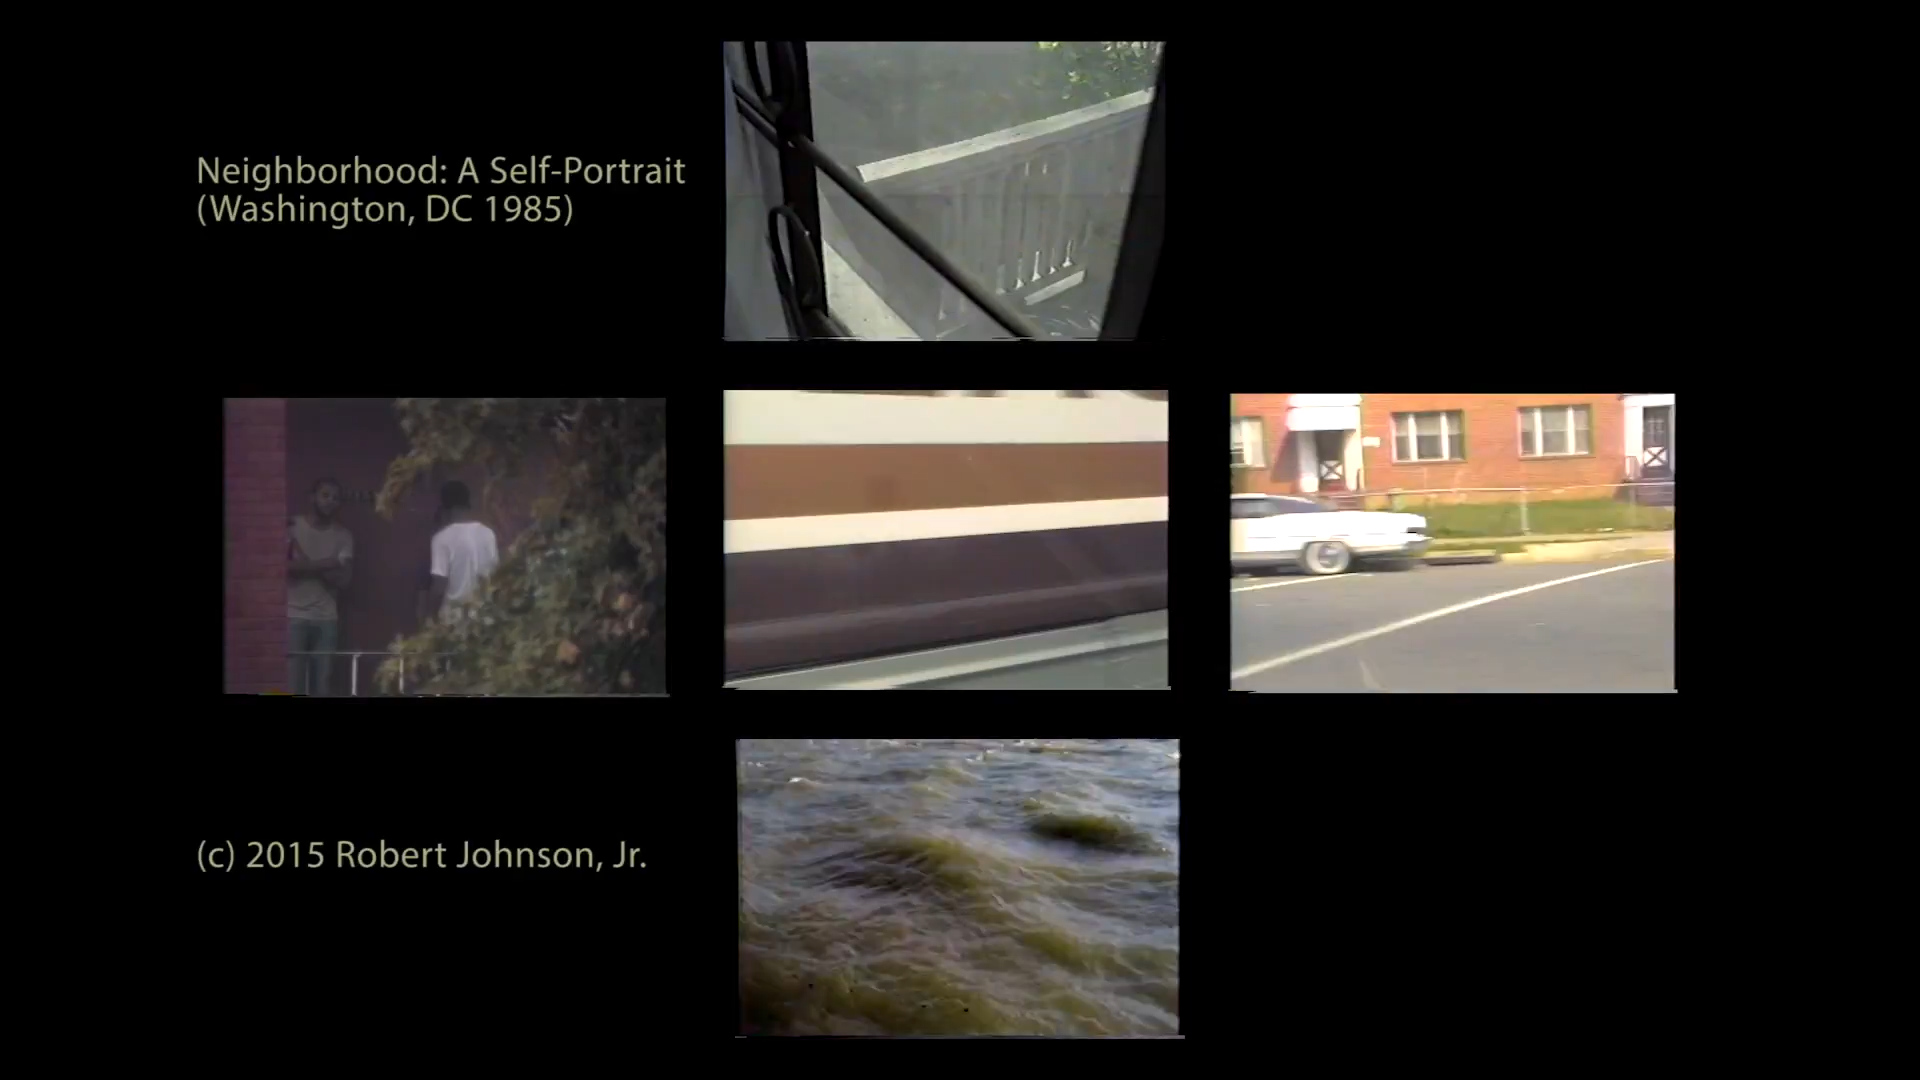 Neighborhood: A Self-Portrait
(Washington, DC 1985)
(c) 2015 Robert Johnson, Jr.